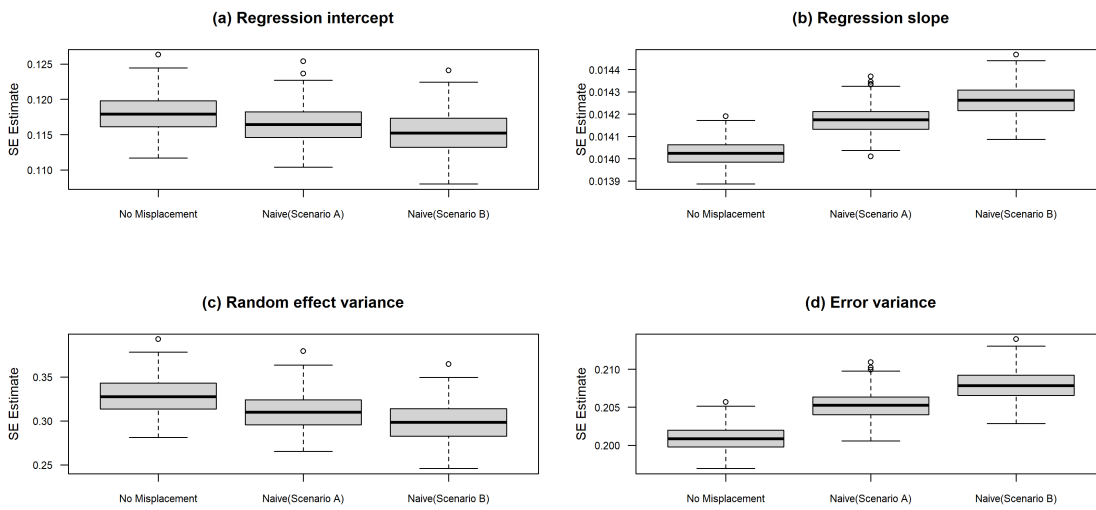 (a) Regression intercept
SE Estimate
0.125
0.120
0.115
0.110
No Misplacement
Naive(Scenario A)
Naive(Scenario B)
(b) Regression slope
SE Estimate
0.0144
0.0143
0.0142
0.0141
0.0140
0.0139
No Misplacement
Naive(Scenario A)
Naive(Scenario B)
(c) Random effect variance
SE Estimate
0.35
0.30
0.25
No Misplacement
Naive(Scenario A)
Naive(Scenario B)
(d) Error variance
SE Estimate
0.210
0.205
0.200
No Misplacement
Naive(Scenario A)
Naive(Scenario B)